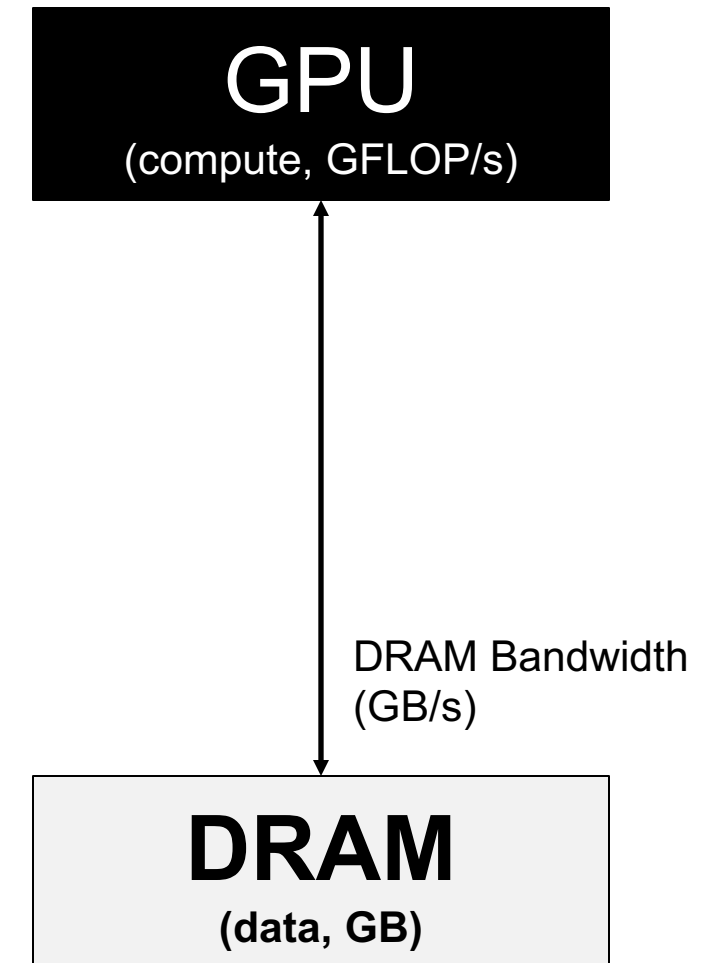 GPU
(compute, GFLOP/s)
DRAM Bandwidth
(GB/s)
DRAM
(data, GB)